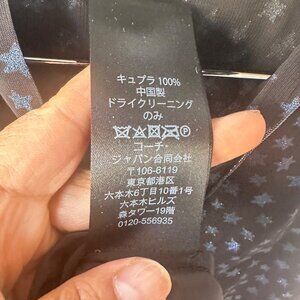 キュプラ 100%
中国製
ドライクリーニング
のみ
コーチ・
ジャパン合同会社
〒106-6119
東京都港区
六本木6丁目10番1号
六本木ヒルズ
森タワー19階
0120-556935